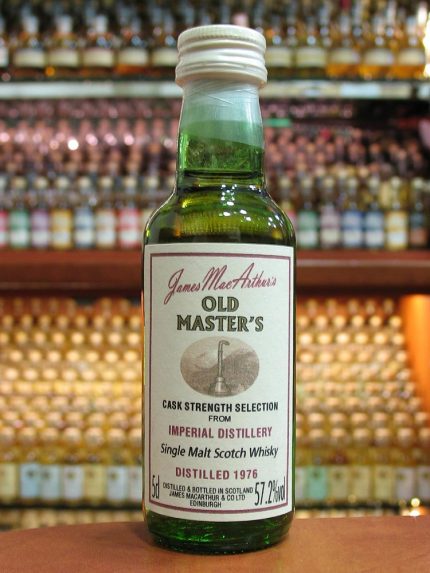 James MacArthur's
OLD
MASTER'S
CASK STRENGTH SELECTION
FROM
IMPERIAL DISTILLERY
Single Malt Scotch Whisky
DISTILLED 1976
5cl DISTILLED & BOTTLED IN SCOTLAND 57.2%vol
JAMES MACARTHUR & CO LTD
EDINBURGH